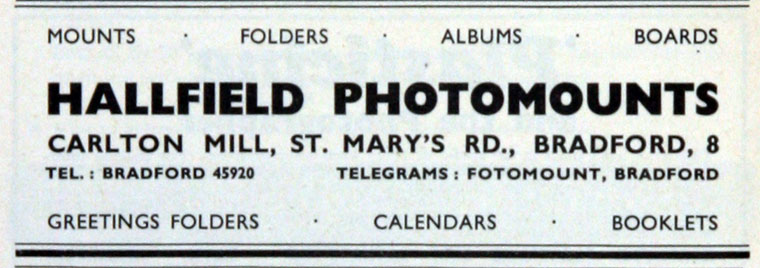 MOUNTS · FOLDERS · ALBUMS · BOARDS
HALLFIELD PHOTOMOUNTS
CARLTON MILL, ST. MARY'S RD., BRADFORD, 8
TEL. : BRADFORD 45920 TELEGRAMS : FOTOMOUNT, BRADFORD
GREETINGS FOLDERS · CALENDARS · BOOKLETS